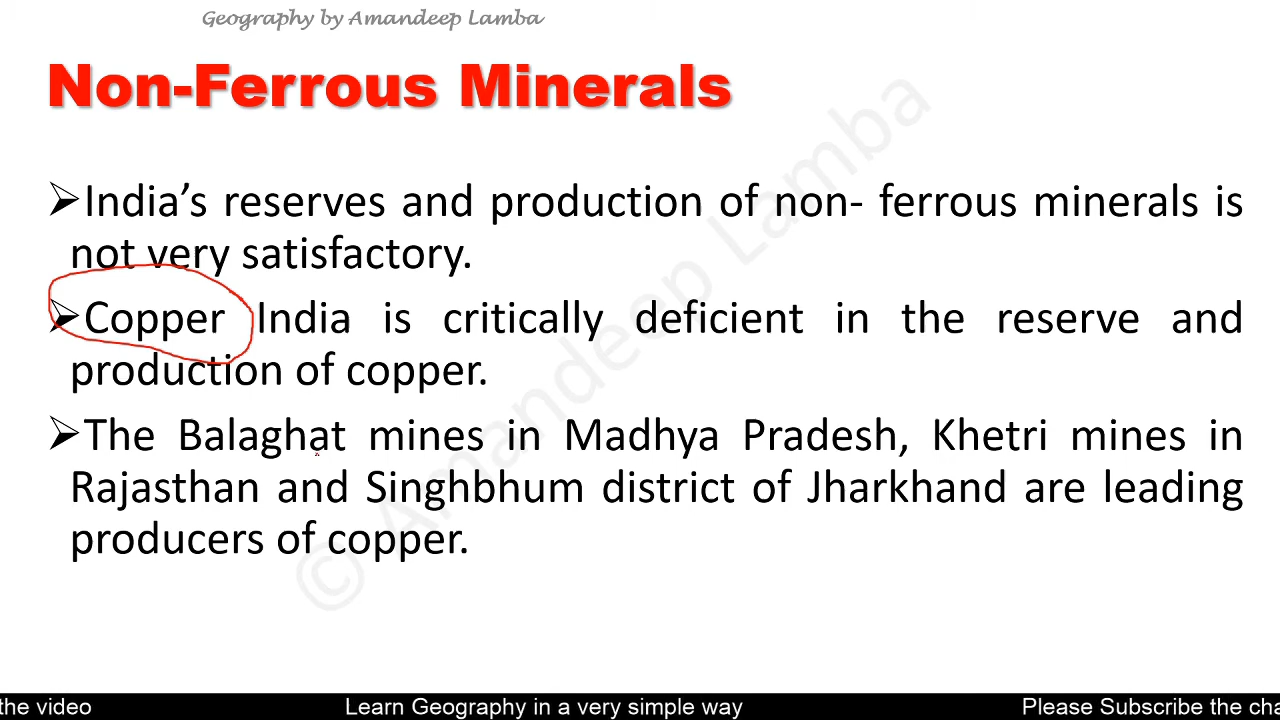 Geography by Amandeep Lamba
Non-Ferrous Minerals
➢India’s reserves and production of non- ferrous minerals is
not very satisfactory.
➢Copper India is critically deficient in the reserve and
production of copper.
➢The Balaghat mines in Madhya Pradesh, Khetri mines in
Rajasthan and Singhbhum district of Jharkhand are leading
producers of copper.
© Amandeep Lamba
the video Learn Geography in a very simple way Please Subscribe the cha